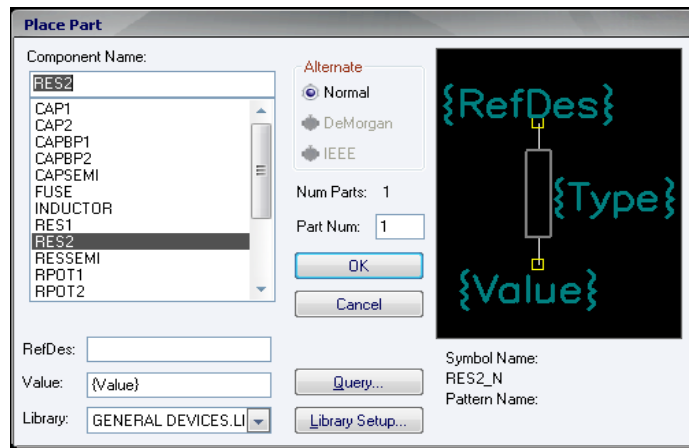 Place Part
Component Name:
RES2
CAP1
CAP2
CAPBP1
CAPBP2
CAPSEMI
FUSE
INDUCTOR
RES1
RES2
RESSEMI
RPOT1
RPOT2
Alternate
Normal
DeMorgan
IEEE
Num Parts: 1
Part Num: 1
OK
Cancel
RefDes:
Value: {Value}
Library: GENERAL DEVICES.LI
Query...
Library Setup...
{RefDes}
{Type}
{Value}
Symbol Name:
RES2_N
Pattern Name: